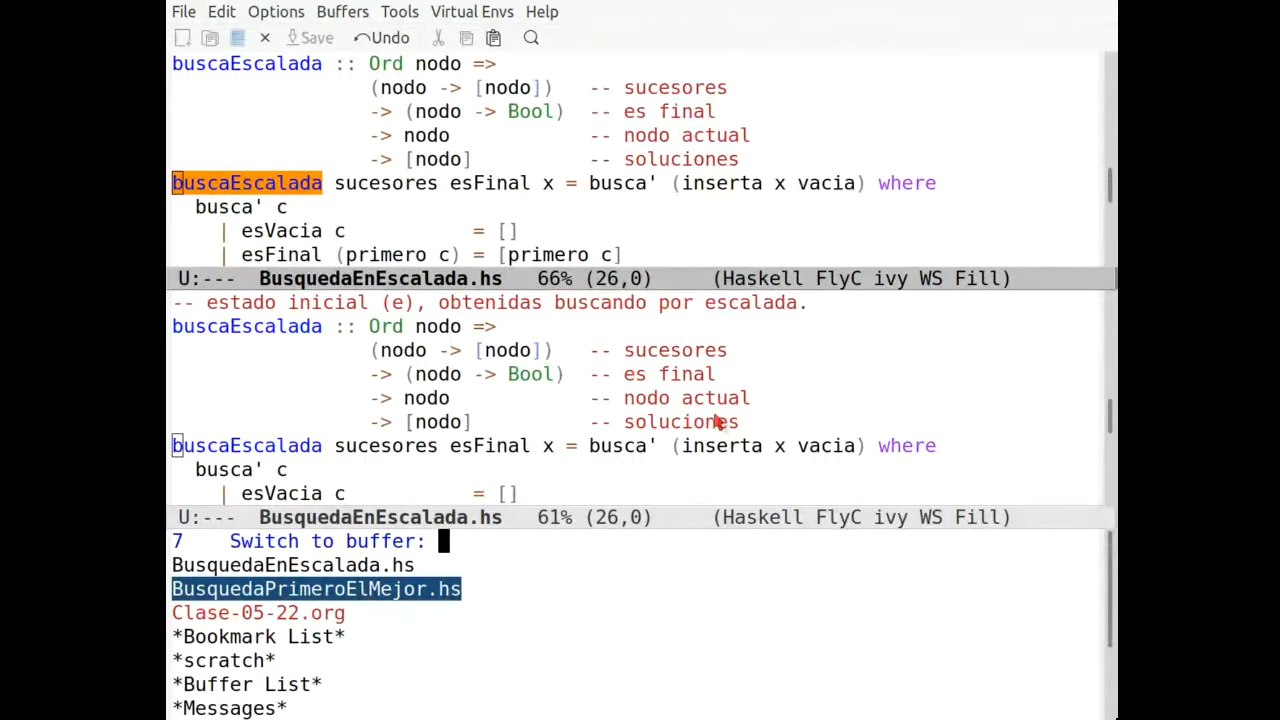 File Edit Options Buffers Tools Virtual Envs Help
Save Undo
buscaEscalada :: Ord nodo =>
(nodo -> [nodo]) -- sucesores
-> (nodo -> Bool) -- es final
-> nodo -- nodo actual
-> [nodo] -- soluciones
buscaEscalada sucesores esFinal x = busca' (inserta x vacia) where
busca' c
| esVacia c = []
| esFinal (primero c) = [primero c]
U:--- BusquedaEnEscalada.hs 66% (26,0) (Haskell FlyC ivy WS Fill)
-- estado inicial (e), obtenidas buscando por escalada.
buscaEscalada :: Ord nodo =>
(nodo -> [nodo]) -- sucesores
-> (nodo -> Bool) -- es final
-> nodo -- nodo actual
-> [nodo] -- soluciones
buscaEscalada sucesores esFinal x = busca' (inserta x vacia) where
busca' c
| esVacia c = []
U:--- BusquedaEnEscalada.hs 61% (26,0) (Haskell FlyC ivy WS Fill)
7 Switch to buffer:
BusquedaEnEscalada.hs
BusquedaPrimeroElMejor.hs
Clase-05-22.org
*Bookmark List*
*scratch*
*Buffer List*
*Messages*